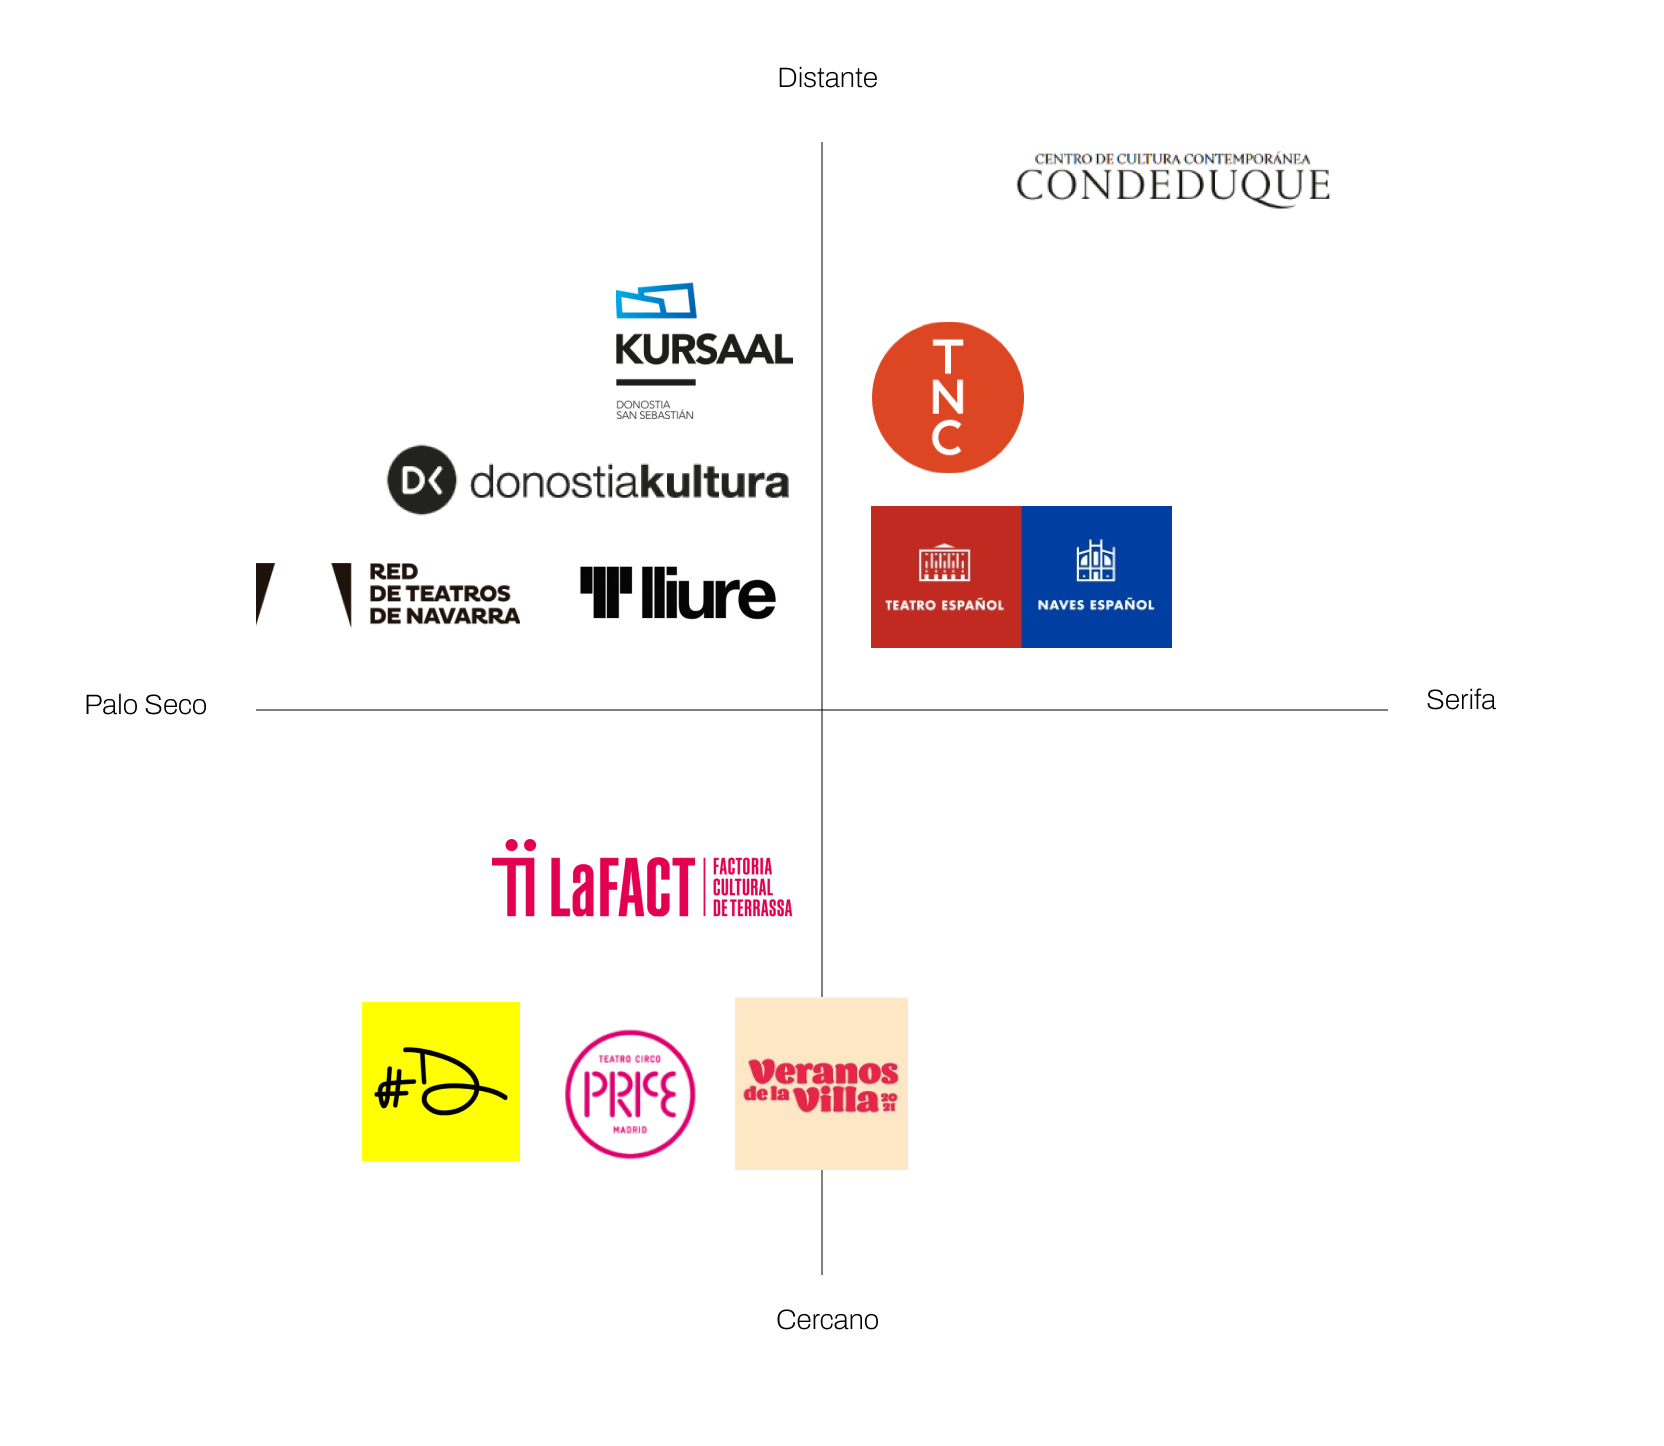 Distante
CENTRO DE CULTURA CONTEMPORÁNEA
CONDEDUQUE
KURSAAL
DONOSTIA
SAN SEBASTIÁN
T
N
C
DK donostiakultura
RED
DE TEATROS
DE NAVARRA
T lliure
TEATRO ESPAÑOL
NAVES ESPAÑOL
Palo Seco
Serifa
LaFACT
FACTORIA
CULTURAL
DE TERRASSA
#D
TEATRO CIRCO
PRICE
MADRID
Veranos
de la Villa 20
21
Cercano